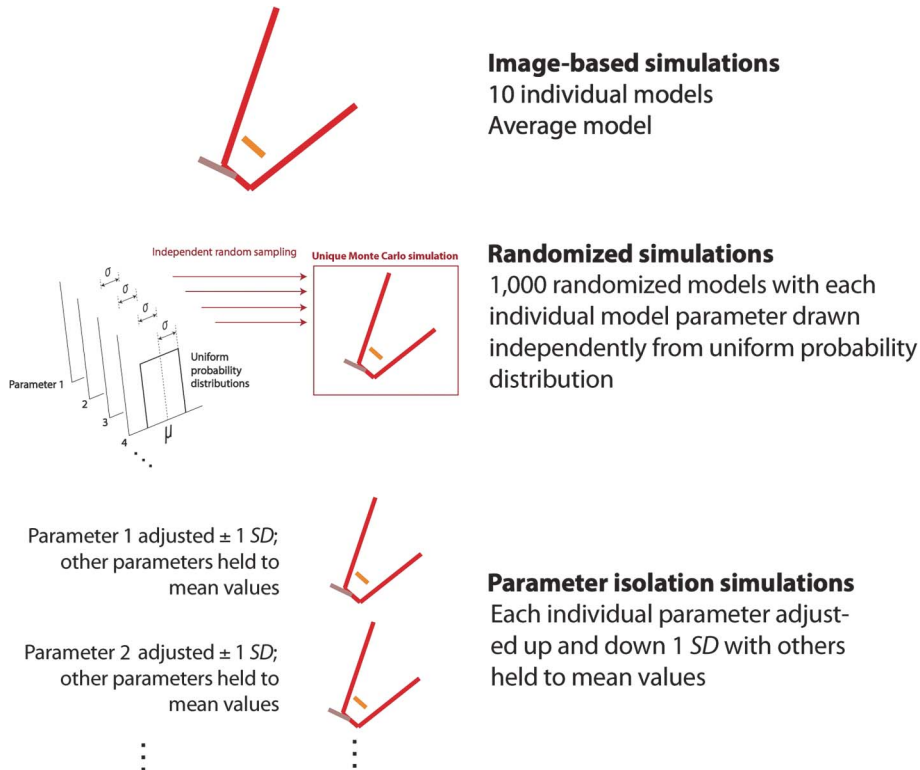 Image-based simulations
10 individual models
Average model
Independent random sampling
Unique Monte Carlo simulation
σ
σ
σ
σ
Uniform
probability
distributions
Parameter 1
2
3
4
μ
Randomized simulations
1,000 randomized models with each
individual model parameter drawn
independently from uniform probability
distribution
Parameter 1 adjusted ± 1 SD;
other parameters held to
mean values
Parameter 2 adjusted ± 1 SD;
other parameters held to
mean values
Parameter isolation simulations
Each individual parameter adjust-
ed up and down 1 SD with others
held to mean values